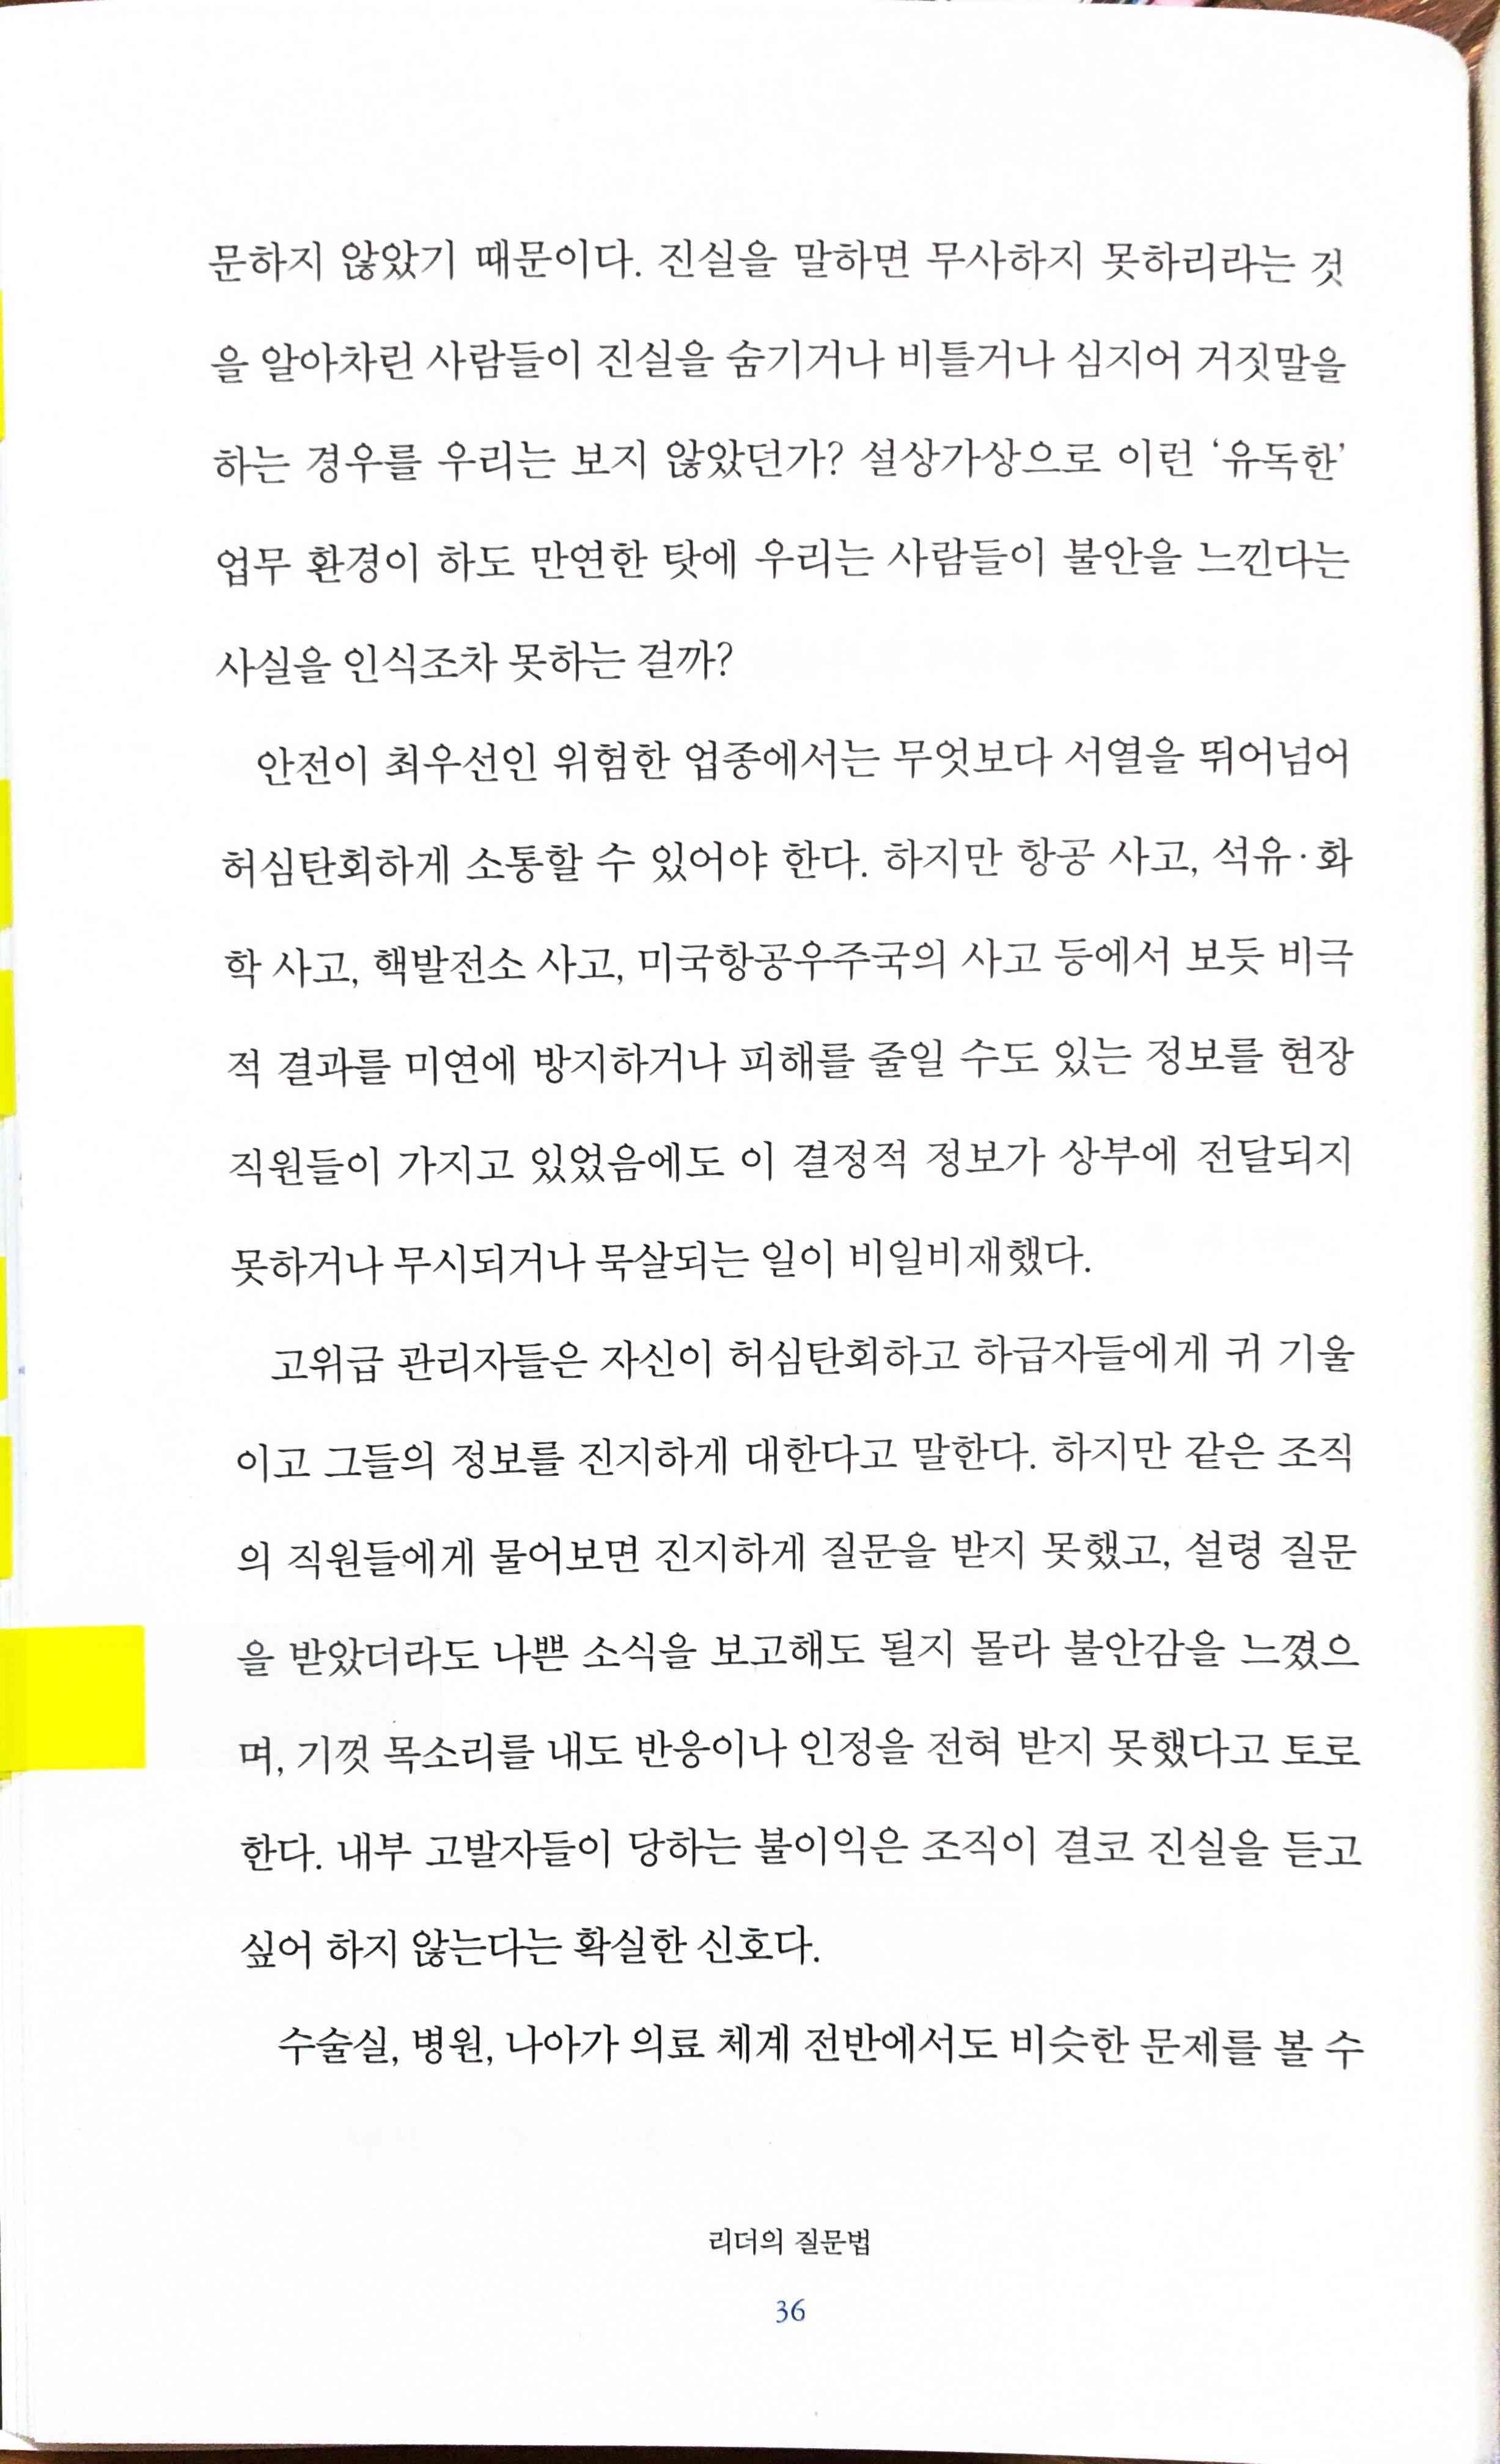 문하지 않았기 때문이다. 진실을 말하면 무사하지 못하리라는 것
을 알아차린 사람들이 진실을 숨기거나 비틀거나 심지어 거짓말을
하는 경우를 우리는 보지 않았던가? 설상가상으로 이런 ‘유독한’
업무 환경이 하도 만연한 탓에 우리는 사람들이 불안을 느낀다는
사실을 인식조차 못하는 걸까?
안전이 최우선인 위험한 업종에서는 무엇보다 서열을 뛰어넘어
허심탄회하게 소통할 수 있어야 한다. 하지만 항공 사고, 석유·화
학 사고, 핵발전소 사고, 미국항공우주국의 사고 등에서 보듯 비극
적 결과를 미연에 방지하거나 피해를 줄일 수도 있는 정보를 현장
직원들이 가지고 있었음에도 이 결정적 정보가 상부에 전달되지
못하거나 무시되거나 묵살되는 일이 비일비재했다.
고위급 관리자들은 자신이 허심탄회하고 하급자들에게 귀 기울
이고 그들의 정보를 진지하게 대한다고 말한다. 하지만 같은 조직
의 직원들에게 물어보면 진지하게 질문을 받지 못했고, 설령 질문
을 받았더라도 나쁜 소식을 보고해도 될지 몰라 불안감을 느꼈으
며, 기껏 목소리를 내도 반응이나 인정을 전혀 받지 못했다고 토로
한다. 내부 고발자들이 당하는 불이익은 조직이 결코 진실을 듣고
싶어 하지 않는다는 확실한 신호다.
수술실, 병원, 나아가 의료 체계 전반에서도 비슷한 문제를 볼 수
리더의 질문법
36